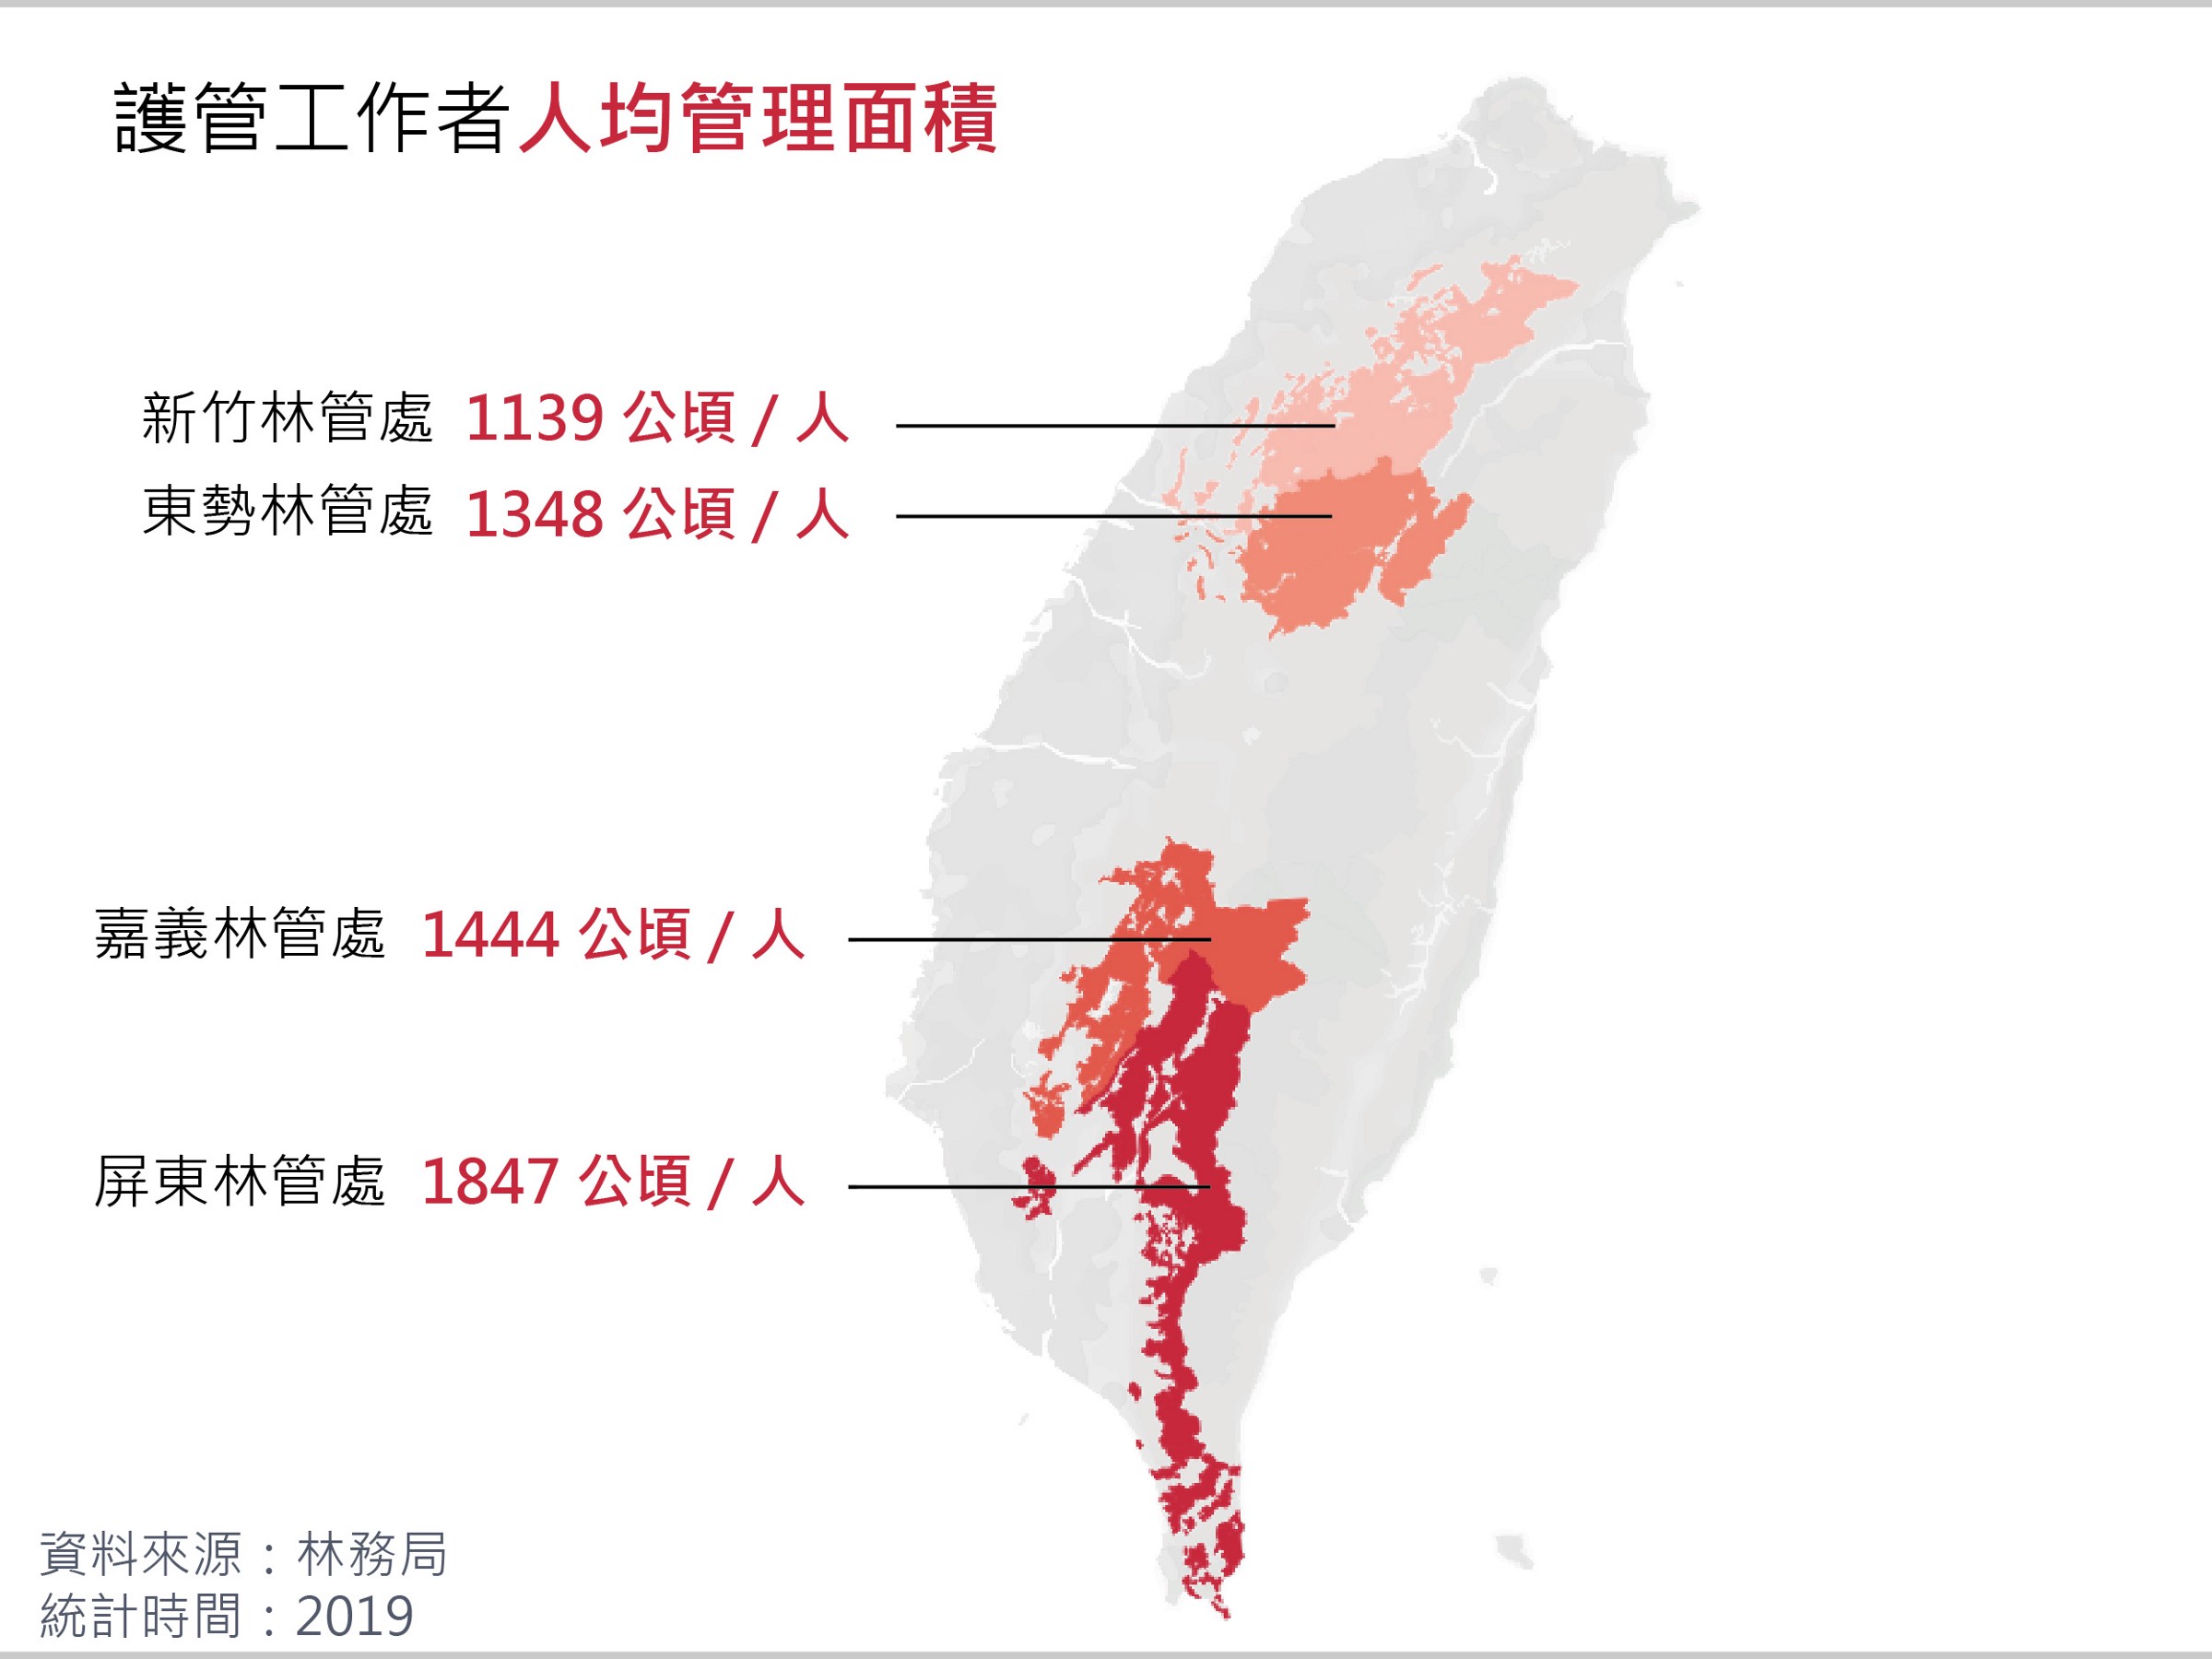 護管工作者人均管理面積
新竹林管處 1139 公頃 / 人
東勢林管處 1348 公頃 / 人
嘉義林管處 1444 公頃 / 人
屏東林管處 1847 公頃 / 人
資料來源：林務局
統計時間：2019